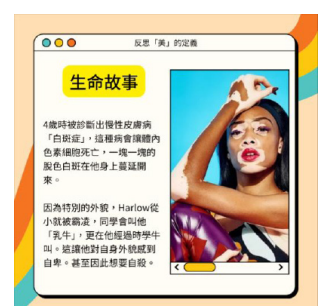 反思「美」的定義
生命故事
4歲時被診斷出慢性皮膚病
「白斑症」，這種病會讓體內
色素細胞死亡，一塊一塊的
脫色白斑在他身上蔓延開
來。
因為特別的外貌，Harlow從
小就被霸凌，同學會叫他
「乳牛」，更在他經過時學牛
叫。這讓他對自身外貌感到
自卑。甚至因此想要自殺。